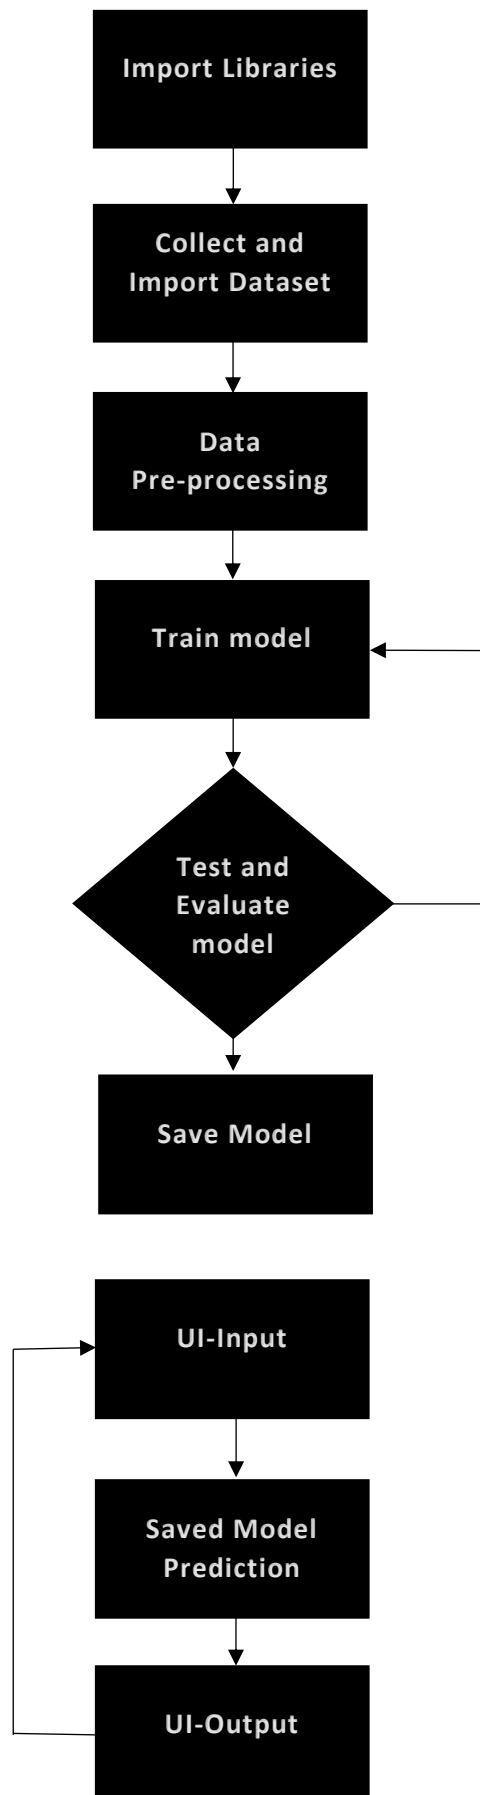 Import Libraries
Collect and
Import Dataset
Data
Pre-processing
Train model
Test and
Evaluate
model
Save Model
UI-Input
Saved Model
Prediction
UI-Output